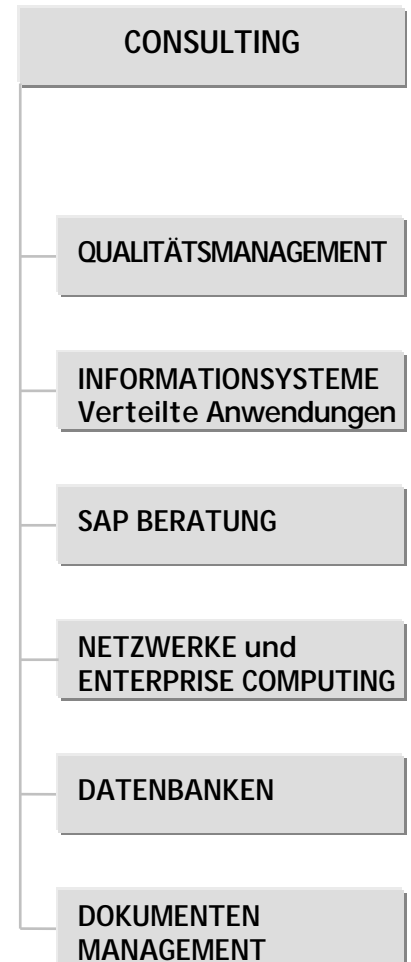 CONSULTING
QUALITÄTSMANAGEMENT
INFORMATIONSYSTEME
Verteilte Anwendungen
SAP BERATUNG
NETZWERKE und
ENTERPRISE COMPUTING
DATENBANKEN
DOKUMENTEN
MANAGEMENT